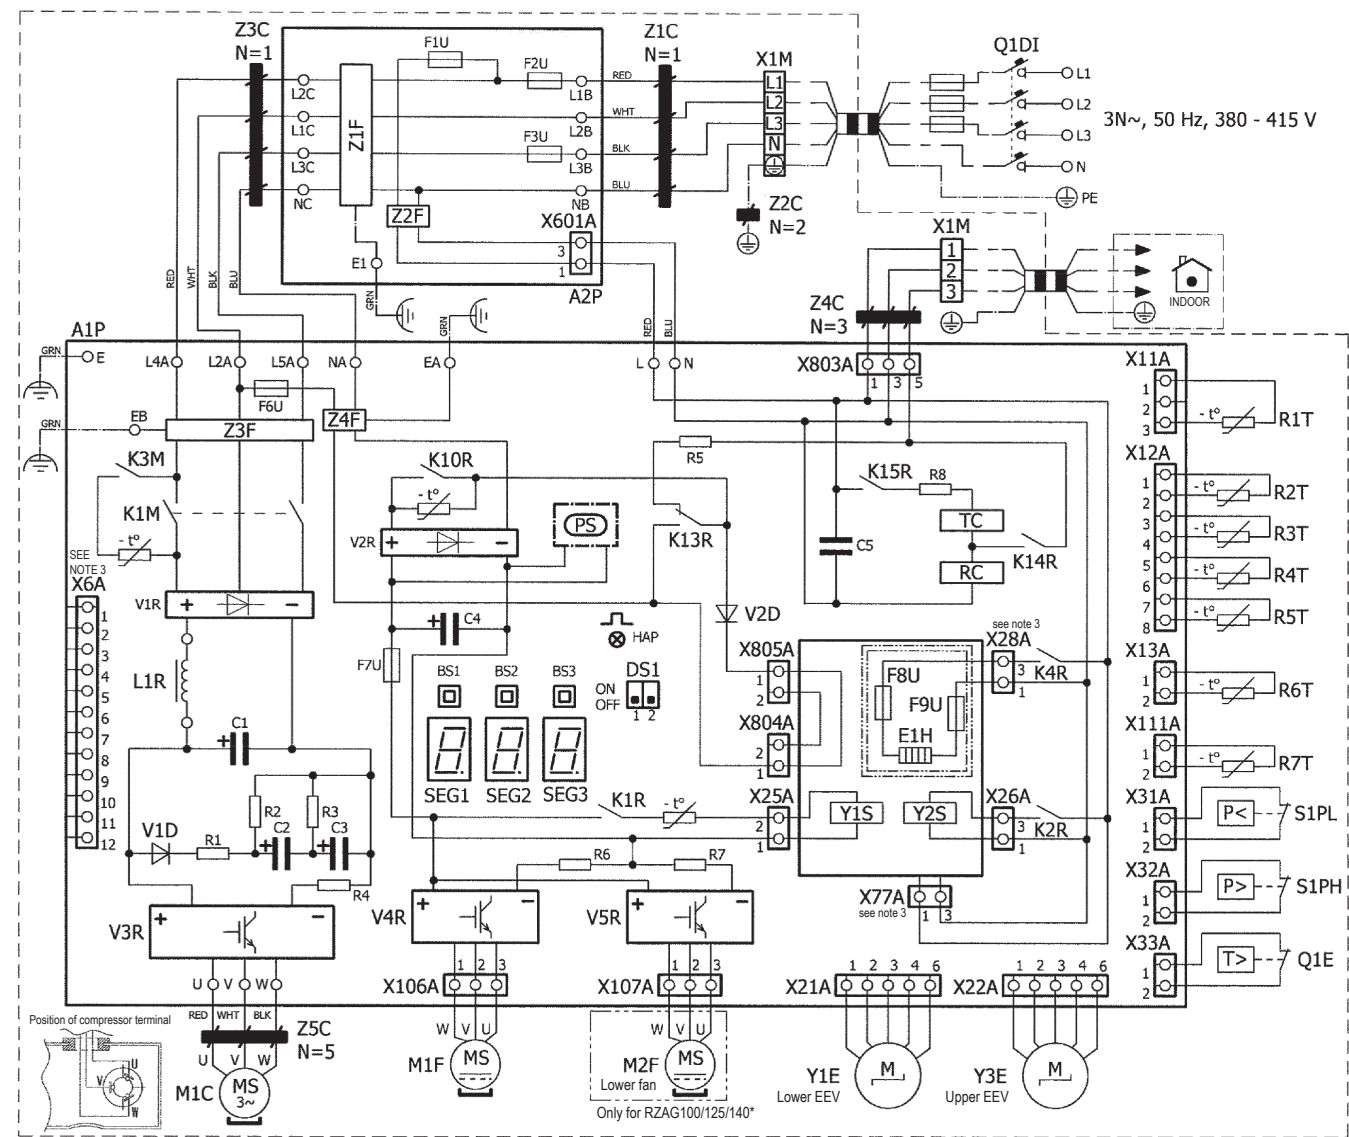 Z3C
N=1
F1U
F2U
Z1F
L2C
L1C
L3C
NC
L1B
L2B
F3U
L3B
NB
Z2F
X601A
3
1
E1
A2P
RED
WHT
BLK
BLU
Z1C
N=1
X1M
L1
L2
L3
N
Z2C
N=2
Q1DI
L1
L2
L3
N
PE
3N~, 50 Hz, 380 - 415 V
X1M
1
2
3
INDOOR
Z4C
N=3
RED
WHT
BLK
BLU
GRN
GRN
RED
BLU
A1P
GRN
E
L4A
L2A
L5A
NA
EA
L
N
X803A
1
3
5
F6U
EB
GRN
Z3F
Z4F
K3M
K1M
- t°
SEE
NOTE 3
X6A
1
2
3
4
5
6
7
8
9
10
11
12
V1R
+
-
L1R
C1
+
R2
R3
C2
+
C3
+
V1D
R1
R4
V3R
+
-
U
V
W
RED
WHT
BLK
Z5C
N=5
U
V
W
M1C
MS
3~
Position of compressor terminal
U
V
W
K10R
- t°
V2R
+
-
PS
R5
K13R
V2D
C4
+
F7U
HAP
BS1
BS2
BS3
ON
OFF
DS1
1 2
SEG1
SEG2
SEG3
K1R
- t°
R6
R7
V4R
+
-
V5R
+
-
X106A
1
2
3
W
V
U
M1F
MS
X107A
1
2
3
W
V
U
M2F
MS
Lower fan
Only for RZAG100/125/140*
K15R
R8
TC
RC
K14R
C5
X805A
1
2
X804A
2
1
X25A
2
1
F8U
F9U
E1H
Y1S
Y2S
see note 3
X28A
3
1
K4R
X26A
3
1
K2R
X77A
see note 3
1
3
X21A
1
2
3
4
6
M
Y1E
Lower EEV
X22A
1
2
3
4
6
M
Y3E
Upper EEV
X11A
1
2
3
- t°
R1T
X12A
1
2
3
4
5
6
7
8
- t°
R2T
- t°
R3T
- t°
R4T
- t°
R5T
X13A
1
2
- t°
R6T
X111A
1
2
- t°
R7T
X31A
1
2
P<
S1PL
X32A
1
2
P>
S1PH
X33A
1
2
T>
Q1E